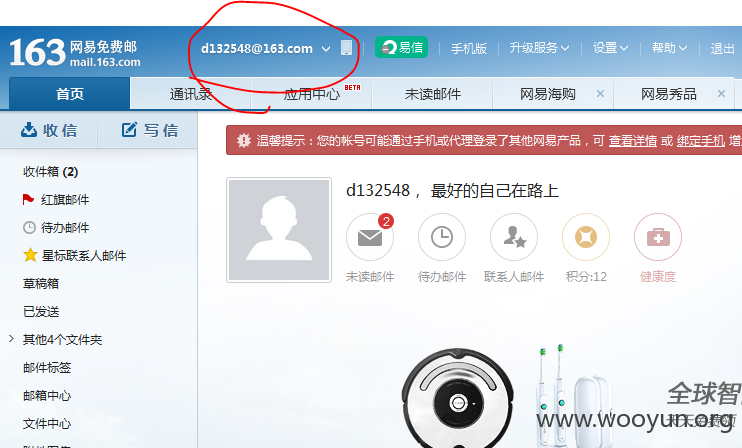 163 网易免费邮
mail.163.com
d132548@163.com
易信
手机版
升级服务
设置
帮助
退出
首页
通讯录
应用中心 BETA
未读邮件
网易海购 ×
网易秀品 ×
收信
写信
温馨提示：您的帐号可能通过手机或代理登录了其他网易产品，可 查看详情 或 绑定手机 增
收件箱 (2)
红旗邮件
待办邮件
星标联系人邮件
草稿箱
已发送
其他4个文件夹
邮件标签
邮箱中心
文件中心
d132548， 最好的自己在路上
2
未读邮件
待办邮件
联系人邮件
积分:12
健康度
全球智
www.wooyun.org